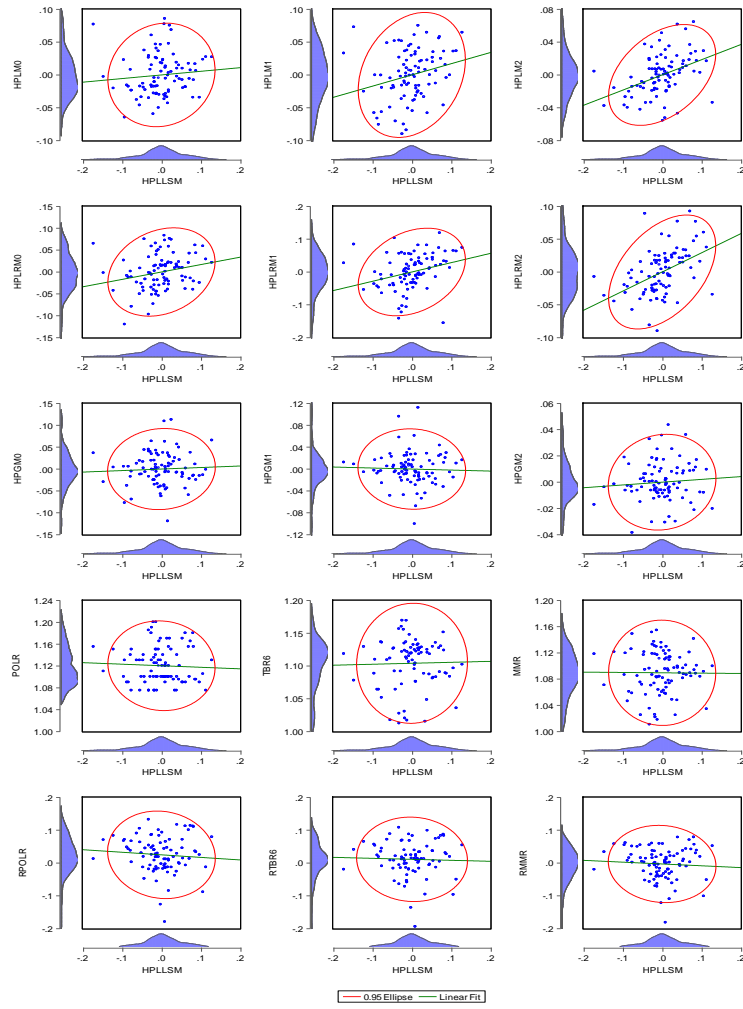 .10 .10 .08
.05 .05 .04
HPLM0 .00 HPLM1 .00 HPLM2 .00
-.05 -.05 -.04
-.10 -.10 -.08
-.2 -.1 .0 .1 .2 -.2 -.1 .0 .1 .2 -.2 -.1 .0 .1 .2
HPLLSM HPLLSM HPLLSM
.15 .2 .10
.10 .05
.05 .1
HPLRM0 .00 HPLRM1 .0 HPLRM2 .00
-.05 -.1 -.05
-.10
-.15 -.2 -.10
-.2 -.1 .0 .1 .2 -.2 -.1 .0 .1 .2 -.2 -.1 .0 .1 .2
HPLLSM HPLLSM HPLLSM
.15 .12 .06
.10 .08 .04
.05 .04 .02
HPGM0 .00 HPGM1 .00 HPGM2 .00
-.05 -.04 -.02
-.10 -.08
-.15 -.12 -.04
-.2 -.1 .0 .1 .2 -.2 -.1 .0 .1 .2 -.2 -.1 .0 .1 .2
HPLLSM HPLLSM HPLLSM
1.24 1.20 1.20
1.20 1.15 1.16
1.16
POLR 1.12 TBR6 1.10 MMR 1.12
1.08 1.08
1.04 1.05 1.04
1.00 1.00 1.00
-.2 -.1 .0 .1 .2 -.2 -.1 .0 .1 .2 -.2 -.1 .0 .1 .2
HPLLSM HPLLSM HPLLSM
.2 .2 .2
.1 .1 .1
RPOLR .0 RTBR6 .0 RMMR .0
-.1 -.1 -.1
-.2 -.2 -.2
-.2 -.1 .0 .1 .2 -.2 -.1 .0 .1 .2 -.2 -.1 .0 .1 .2
HPLLSM HPLLSM HPLLSM
0.95 Ellipse Linear Fit